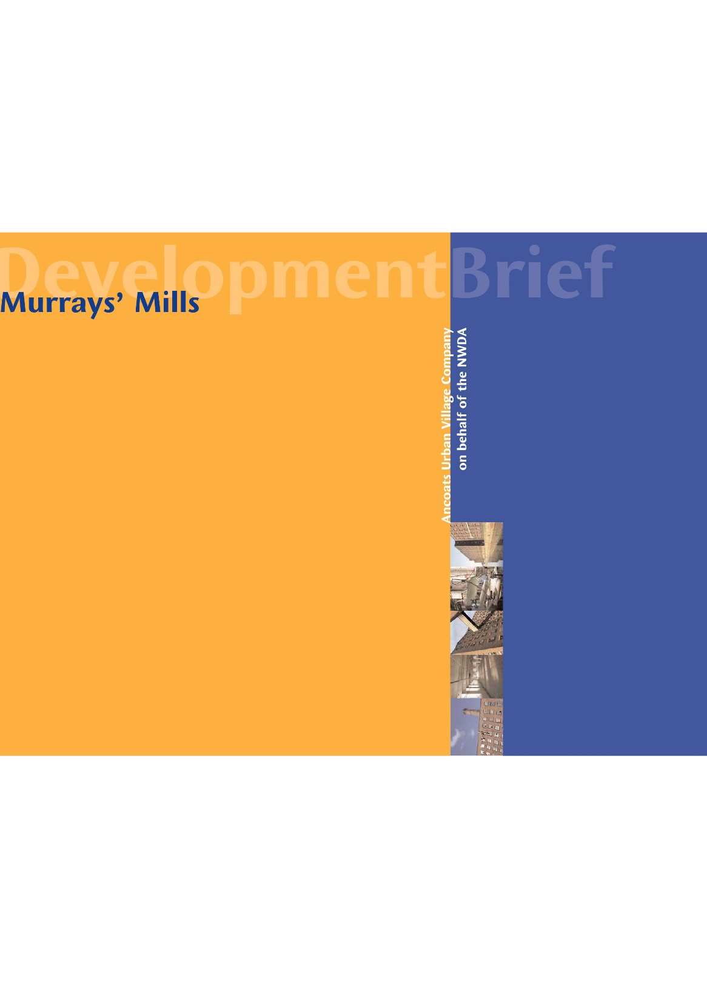 DevelopmentBrief
Murrays’ Mills
Ancoats Urban Village Company
on behalf of the NWDA